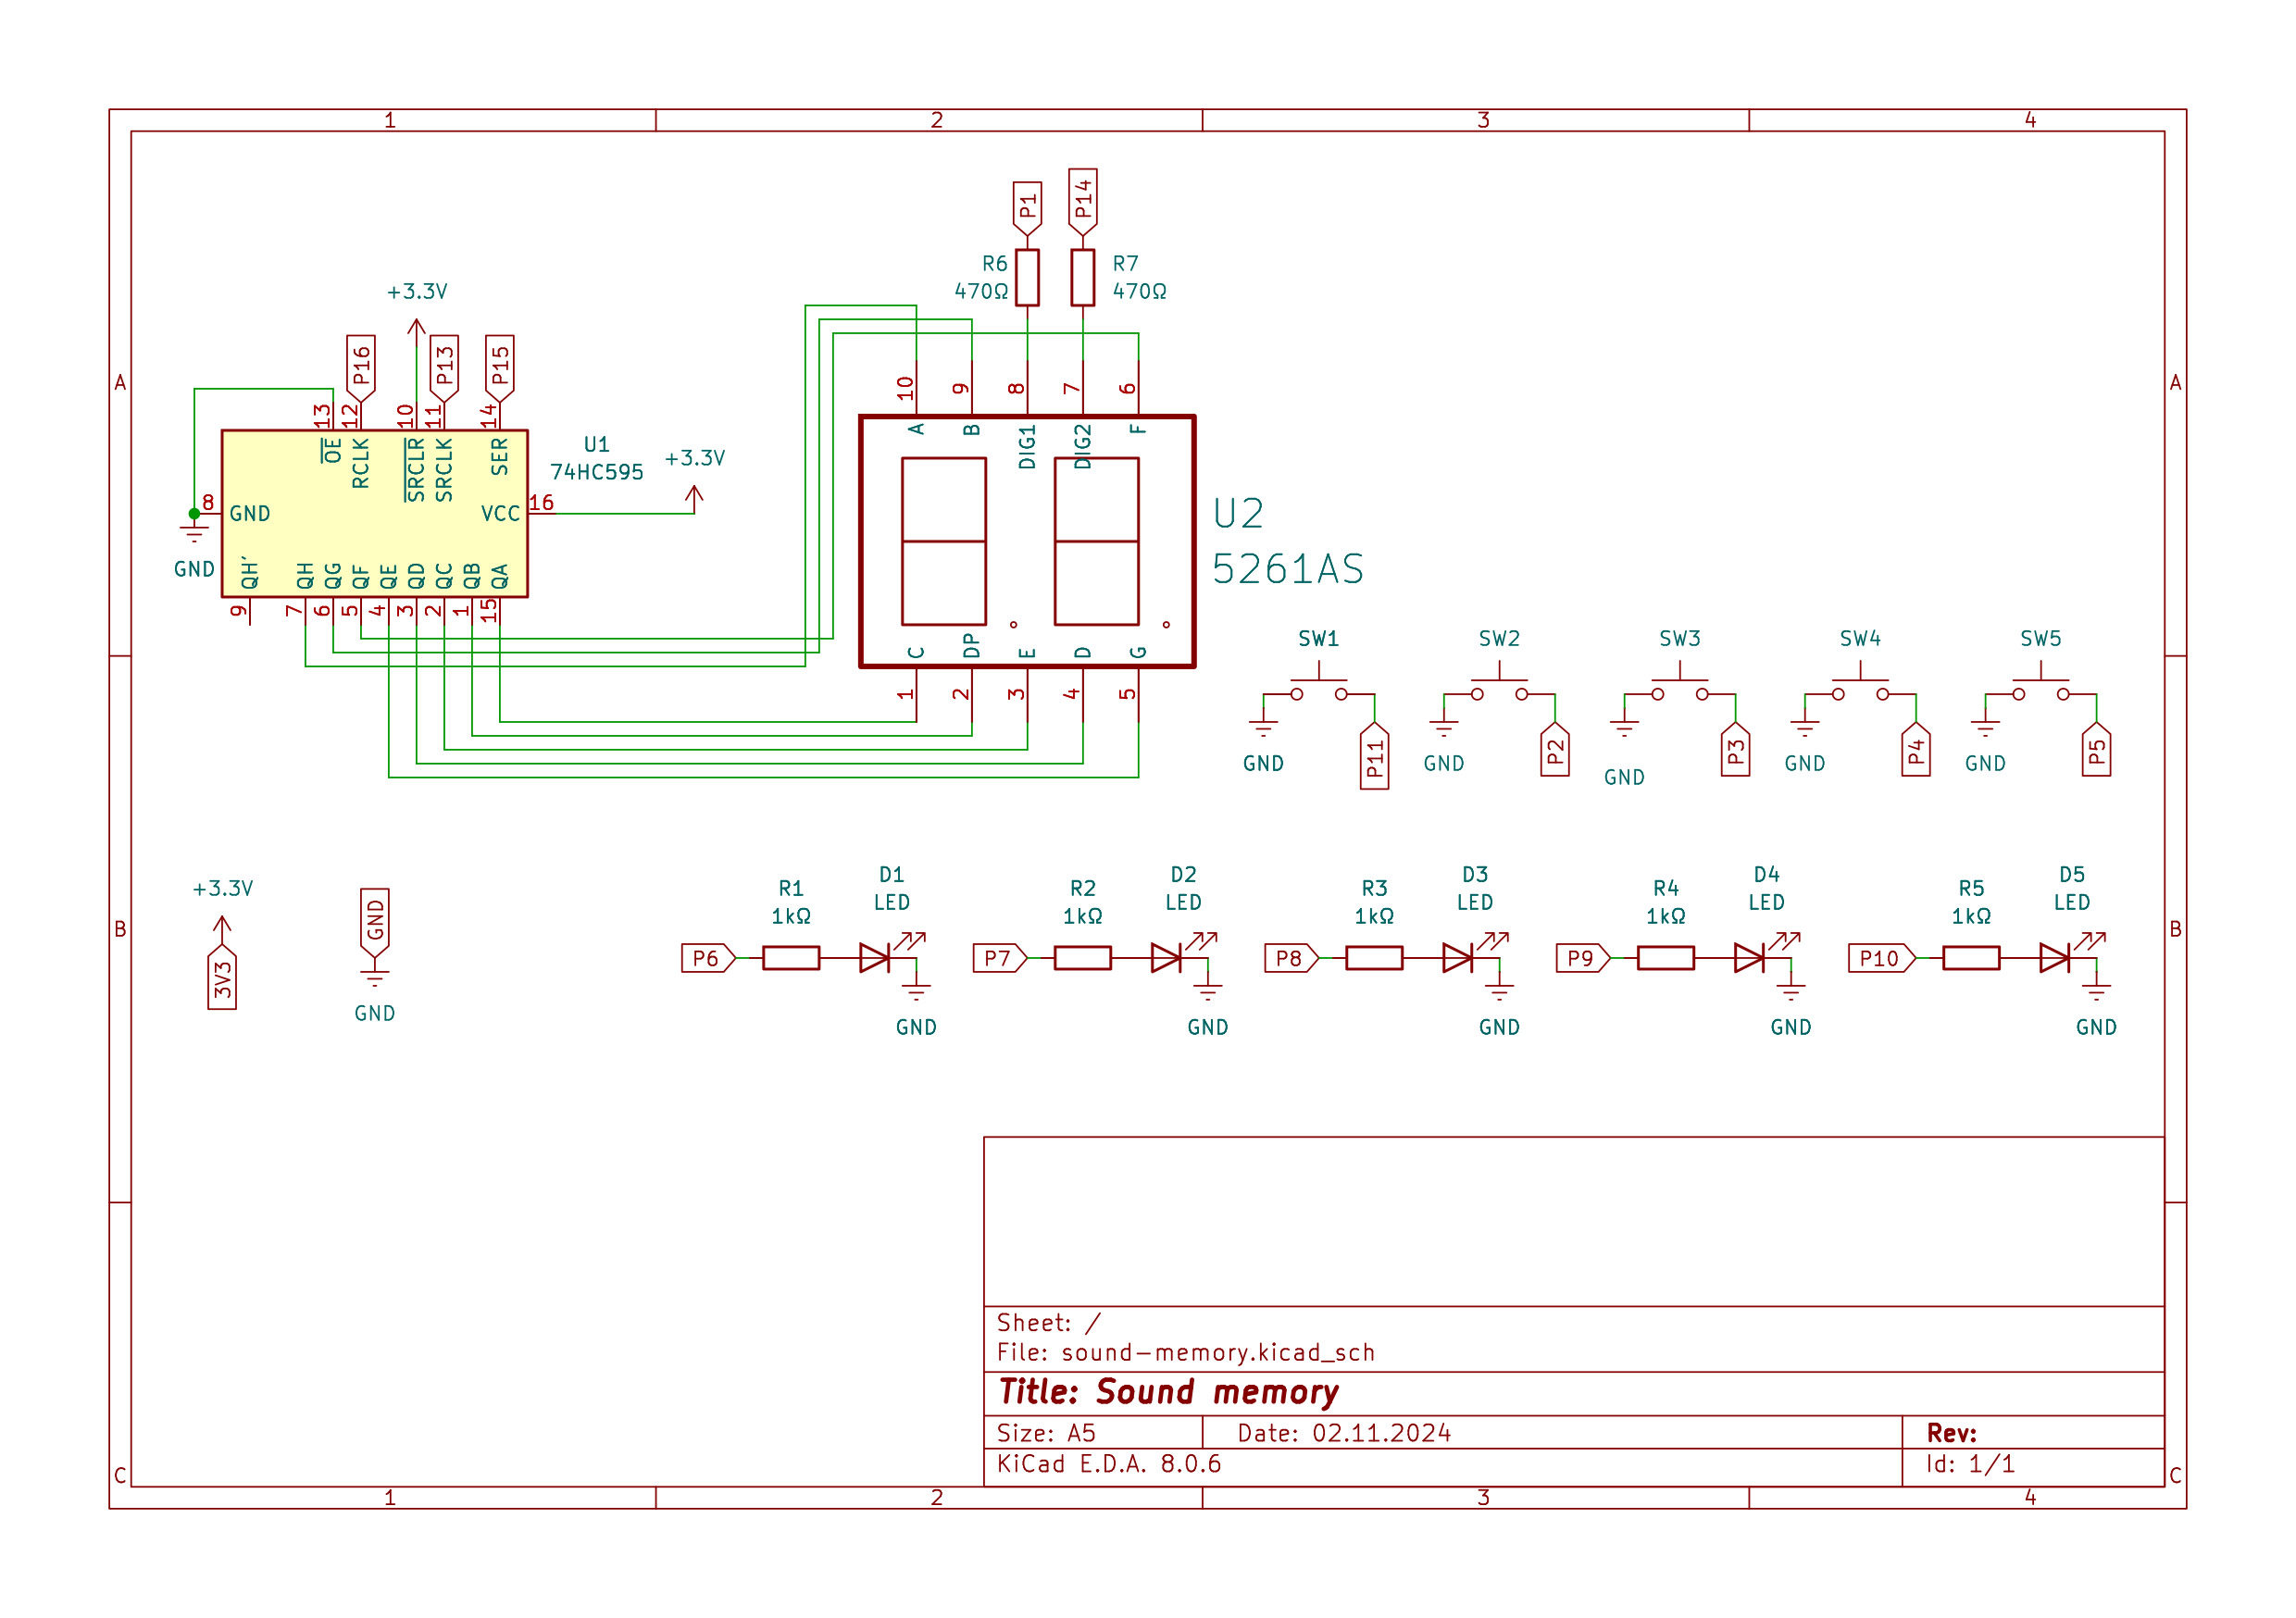 1 2 3 4
P1 P14
R6 R7
470Ω 470Ω
+3.3V
P16 P13 P15
A A
10 9 8 7 6
13 12 10 11 14
A B DIG1 DIG2 F
OE RCLK SRCLR SRCLK SER
U1
74HC595
+3.3V
8 GND VCC 16
U2
5261AS
GND
QH' QH QG QF QE QD QC QB QA
9 7 6 5 4 3 2 1 15
C DP E D G
1 2 3 4 5
SW1 SW2 SW3 SW4 SW5
P11 P2 P3 P4 P5
GND GND GND GND GND
+3.3V
3V3
GND
GND
B B
D1 D2 D3 D4 D5
R1 LED R2 LED R3 LED R4 LED R5 LED
1kΩ 1kΩ 1kΩ 1kΩ 1kΩ
P6 P7 P8 P9 P10
GND GND GND GND GND
Sheet: /
File: sound-memory.kicad_sch
Title: Sound memory
Size: A5 Date: 02.11.2024 Rev:
KiCad E.D.A. 8.0.6 Id: 1/1
C C
1 2 3 4